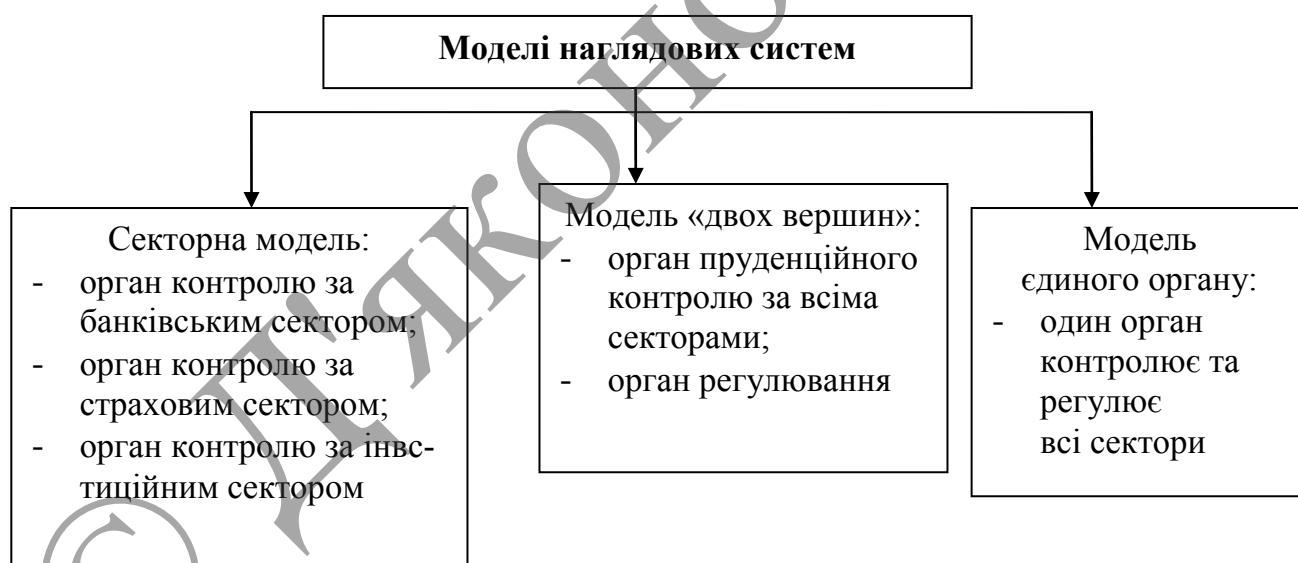 Моделі наглядових систем
Секторна модель:
- орган контролю за
банківським сектором;
- орган контролю за
страховим сектором;
- орган контролю за інвс-
тиційним сектором
Модель «двох вершин»:
- орган пруденційного
контролю за всіма
секторами;
- орган регулювання
Модель
єдиного органу:
- один орган
контролює та
регулює
всі сектори
© Д'яконо